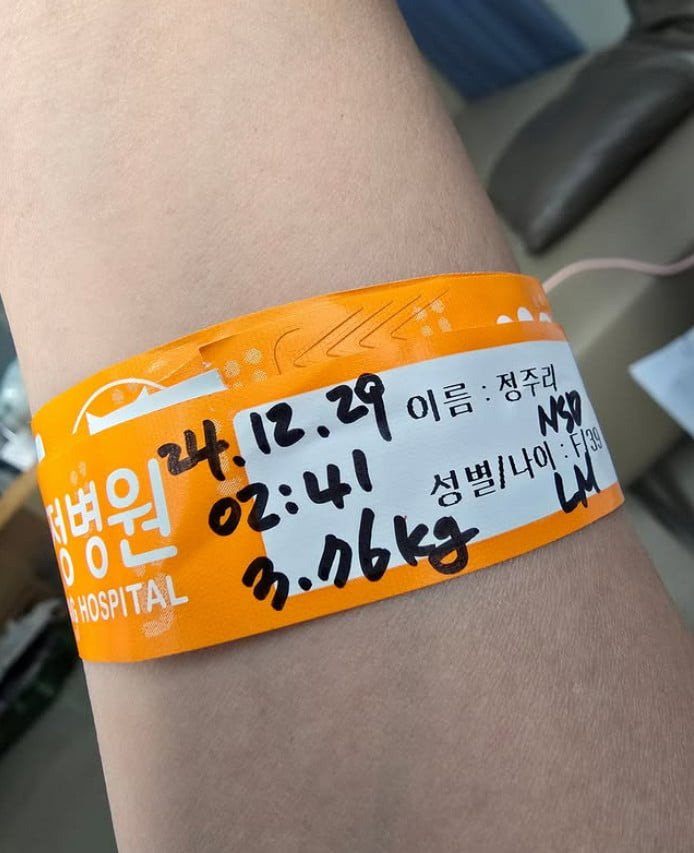 24.12.29
02:41
3.76kg
이름 : 정주리
NSD
성별/나이 : F/39
LM
정병원
G HOSPITAL